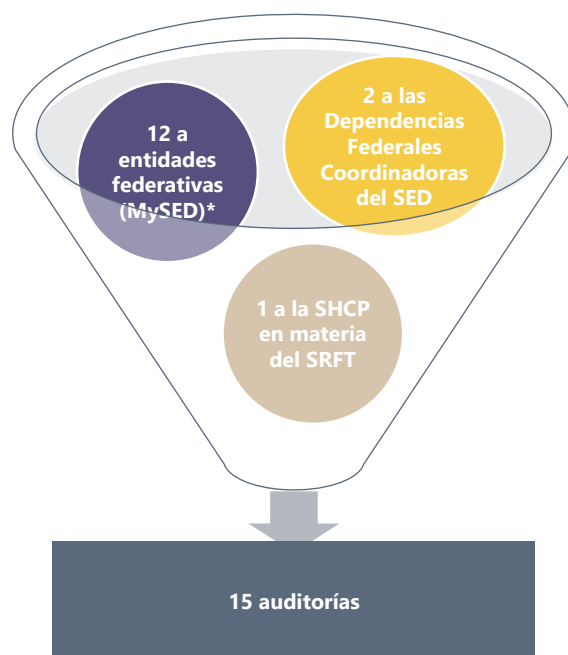 12 a
entidades
federativas
(MySED)*
2 a las
Dependencias
Federales
Coordinadoras
del SED
1 a la SHCP
en materia
del SRFT
15 auditorías